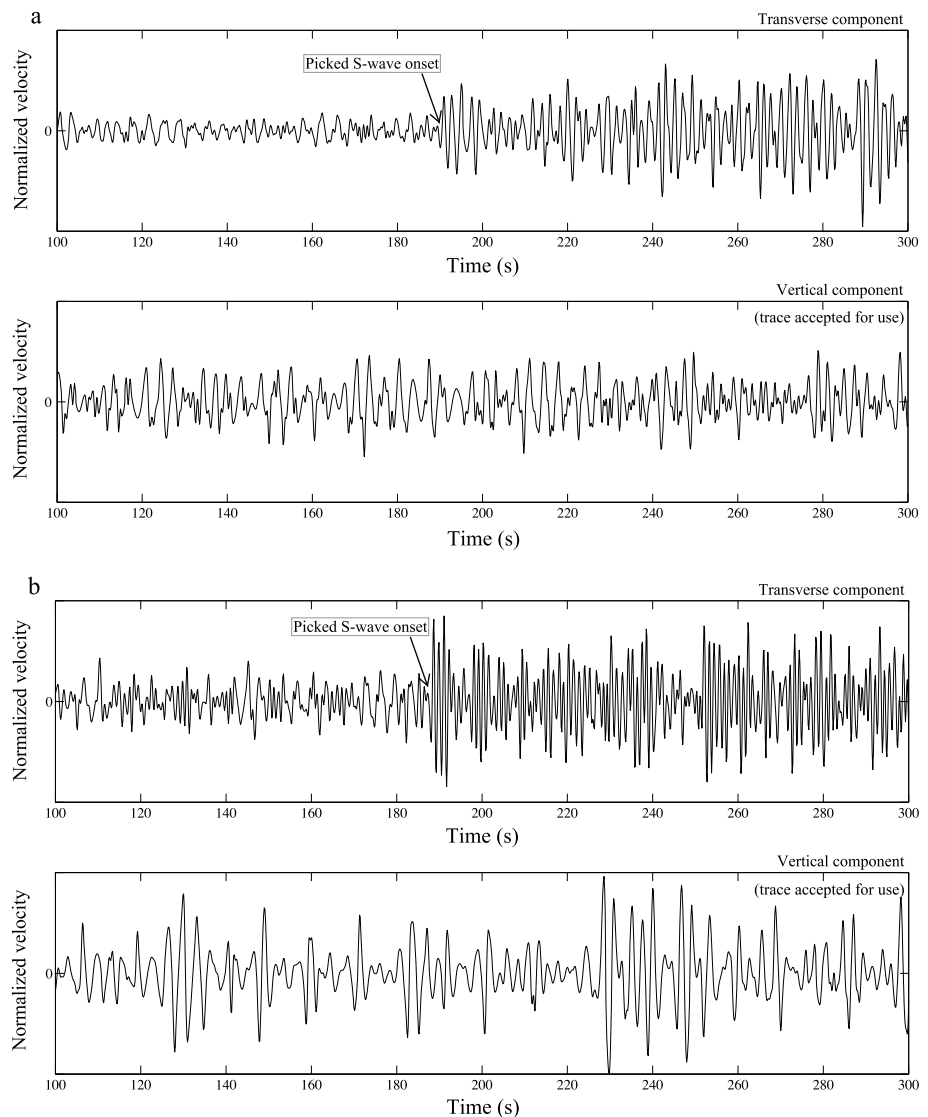 a
Transverse component
Picked S-wave onset
Normalized velocity
0
100 120 140 160 180 200 220 240 260 280 300
Time (s)
Vertical component
(trace accepted for use)
Normalized velocity
0
100 120 140 160 180 200 220 240 260 280 300
Time (s)
b
Transverse component
Picked S-wave onset
Normalized velocity
0
100 120 140 160 180 200 220 240 260 280 300
Time (s)
Vertical component
(trace accepted for use)
Normalized velocity
0
100 120 140 160 180 200 220 240 260 280 300
Time (s)